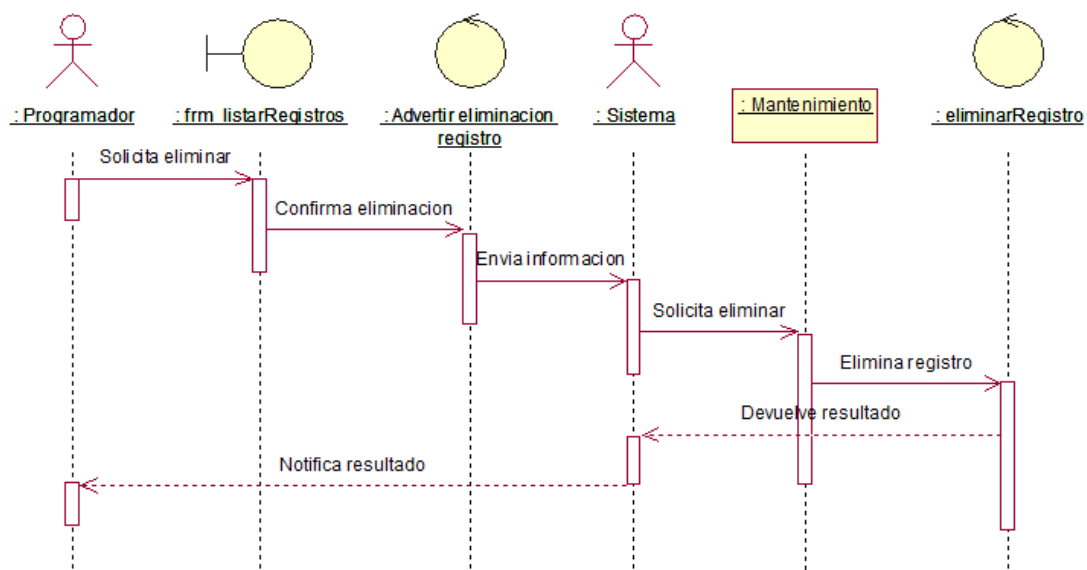 : Mantenimiento
: Programador
: frm_listarRegistros
: Advertir eliminacion
registro
: Sistema
: eliminarRegistro
Solicita eliminar
Confirma eliminacion
Envia informacion
Solicita eliminar
Elimina registro
Devuelve resultado
Notifica resultado